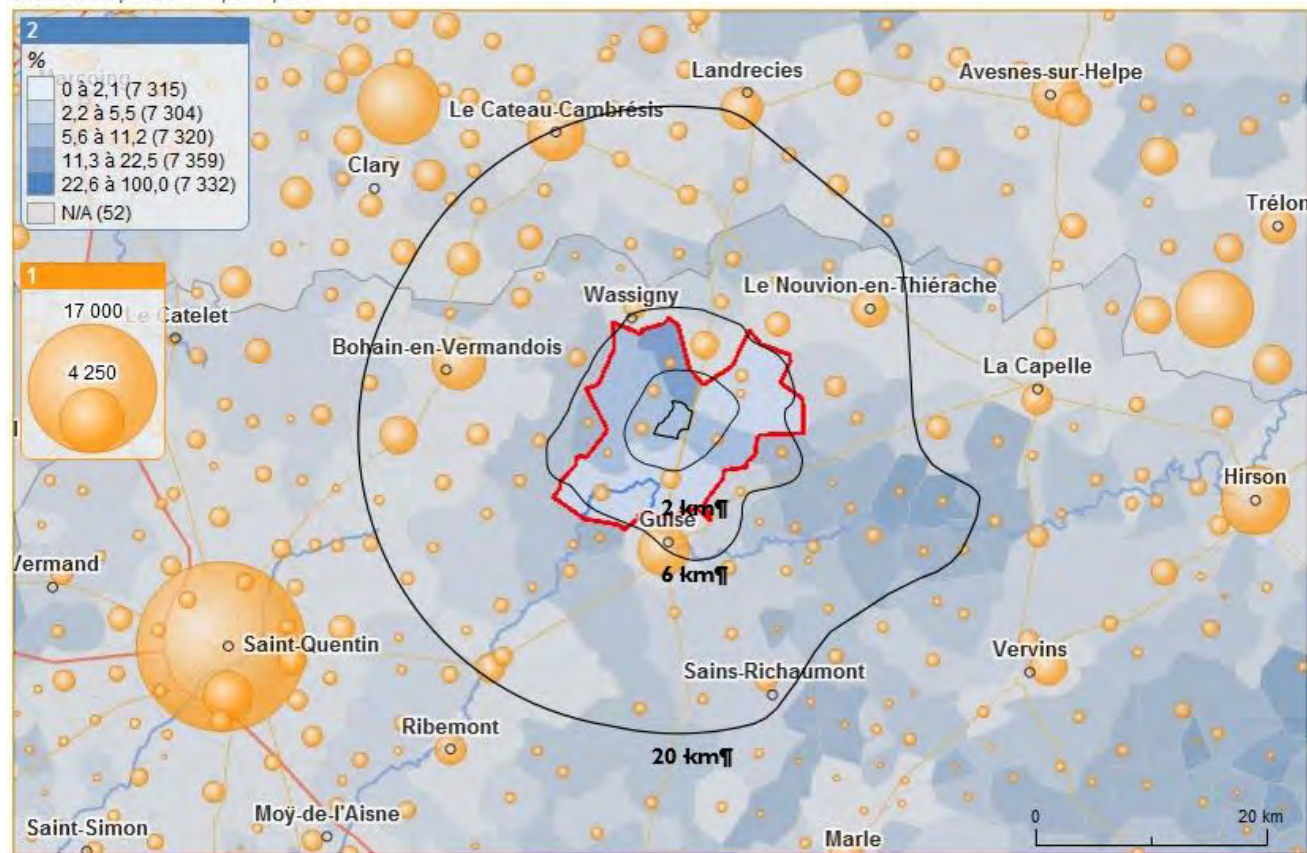 2
%
Marcoing
0 à 2,1 (7 315)
2,2 à 5,5 (7 304)
5,6 à 11,2 (7 320)
11,3 à 22,5 (7 359)
22,6 à 100,0 (7 332)
N/A (52)
1
17 000
4 250
Landrecies
Avesnes-sur-Helpe
Le Cateau-Cambrésis
Clary
Trélon
Wassigny
Le Nouvion-en-Thiérache
Le Catelet
Bohain-en-Vermandois
La Capelle
Hirson
2 km¶
Guise
6 km¶
Vermand
Saint-Quentin
Vervins
Sains-Richaumont
Ribemont
20 km¶
Moÿ-de-l'Aisne
Saint-Simon
Marle
0 20 km